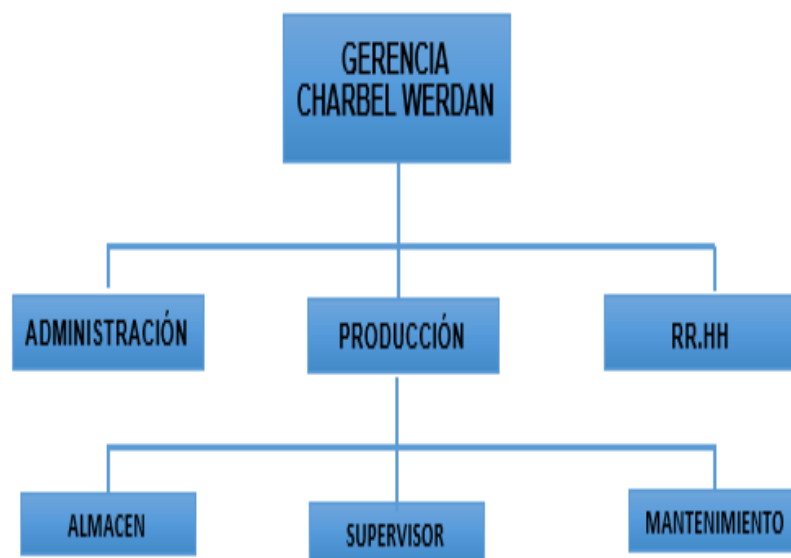 GERENCIA
CHARBEL WERDAN
ADMINISTRACIÓN
PRODUCCIÓN
RR.HH
ALMACEN
SUPERVISOR
MANTENIMIENTO